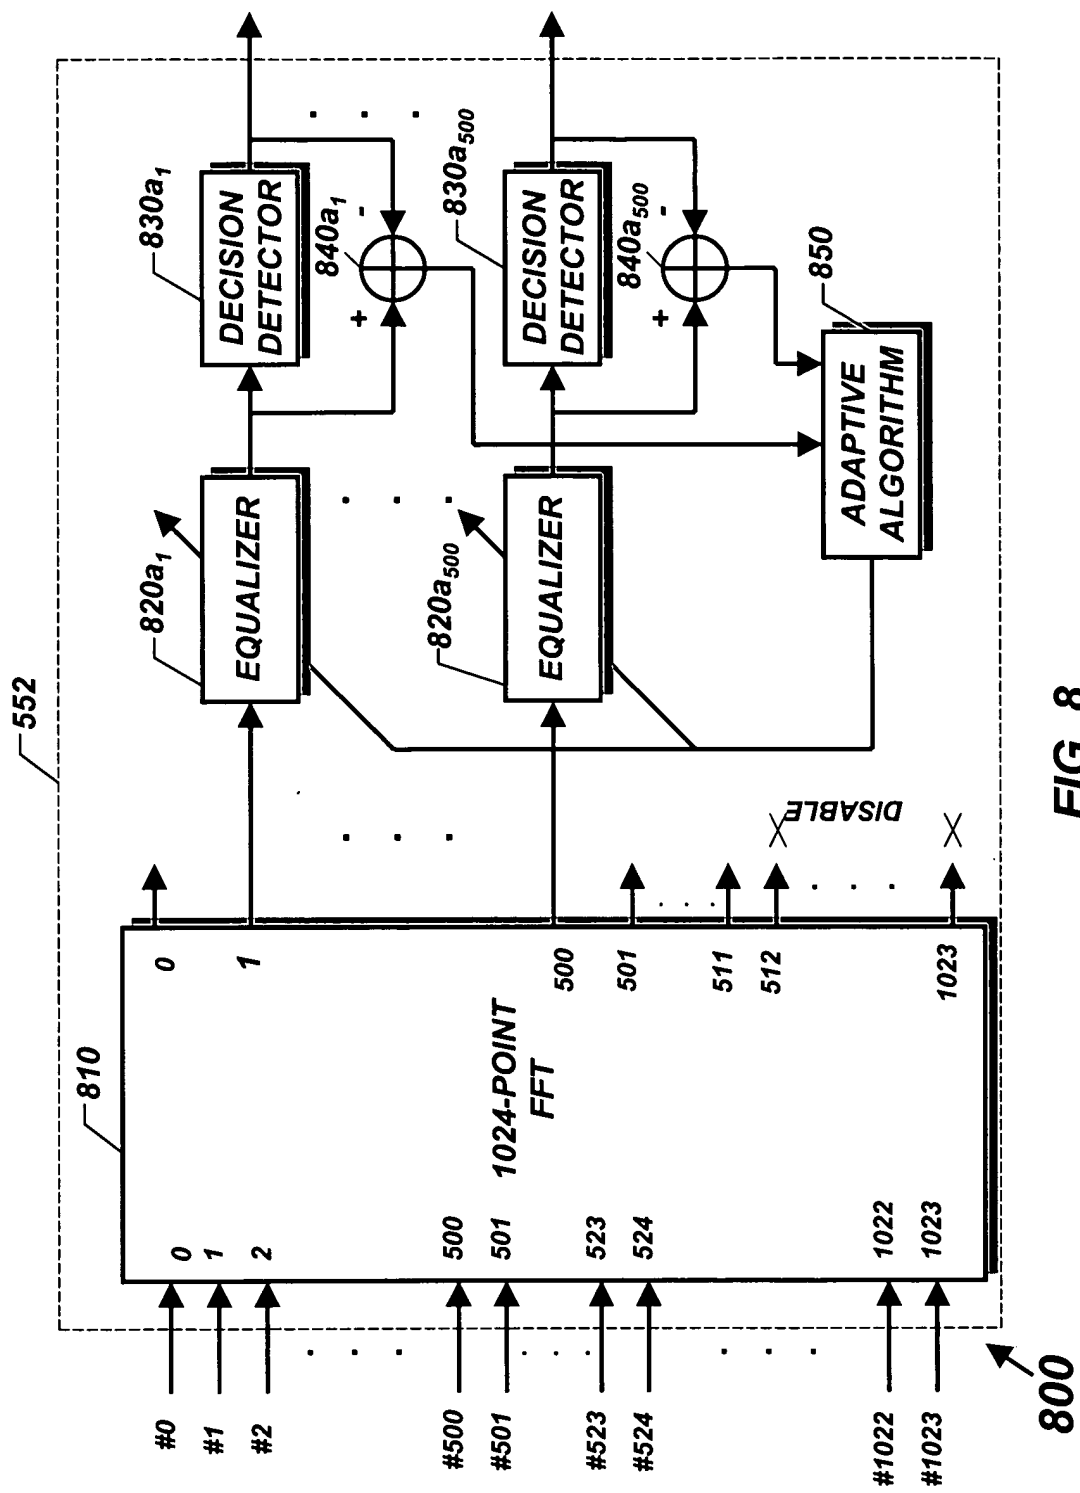 552
810
#0
#1
#2
#500
#501
#523
#524
#1022
#1023
0
1
2
500
501
523
524
1022
1023
1024-POINT
FFT
0
1
500
501
511
512
1023
DISABLE
820a1
EQUALIZER
830a1
DECISION
DETECTOR
840a1
+
-
820a500
EQUALIZER
830a500
DECISION
DETECTOR
840a500
+
-
850
ADAPTIVE
ALGORITHM
800
FIG. 8